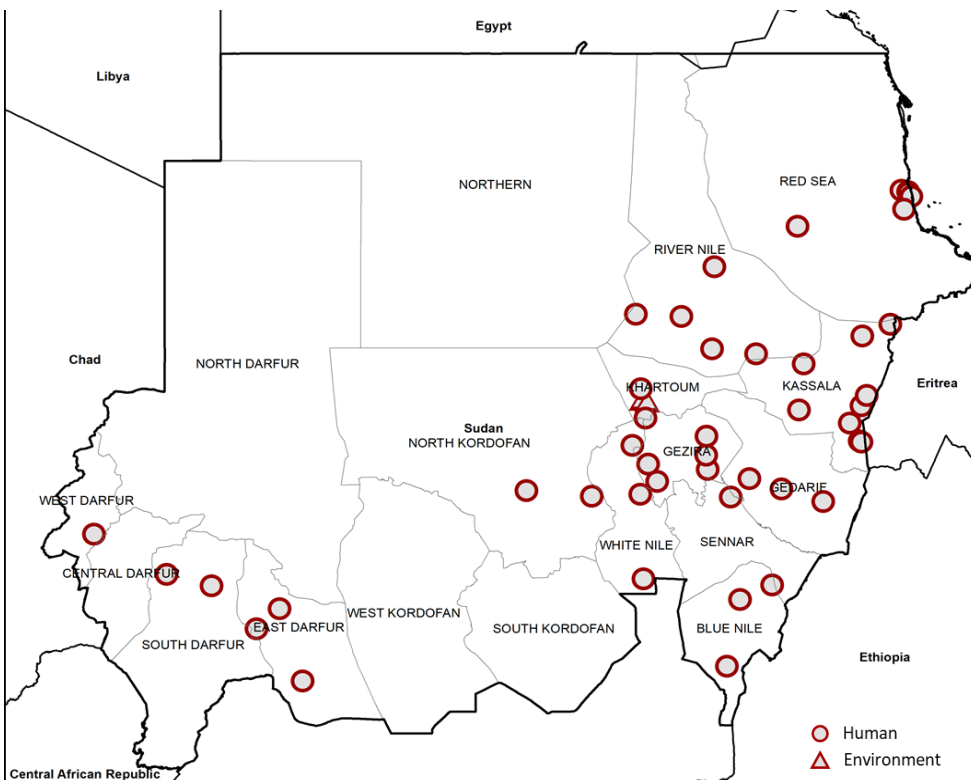 Egypt
Libya
RED SEA
NORTHERN
RIVER NILE
Chad
NORTH DARFUR
KHARTOUM
KASSALA
Eritrea
Sudan
NORTH KORDOFAN
GEZIRA
GEDARIF
WEST DARFUR
WHITE NILE
SENNAR
CENTRAL DARFUR
WEST KORDOFAN
EAST DARFUR
SOUTH KORDOFAN
BLUE NILE
SOUTH DARFUR
Ethiopia
Human
Environment
Central African Republic